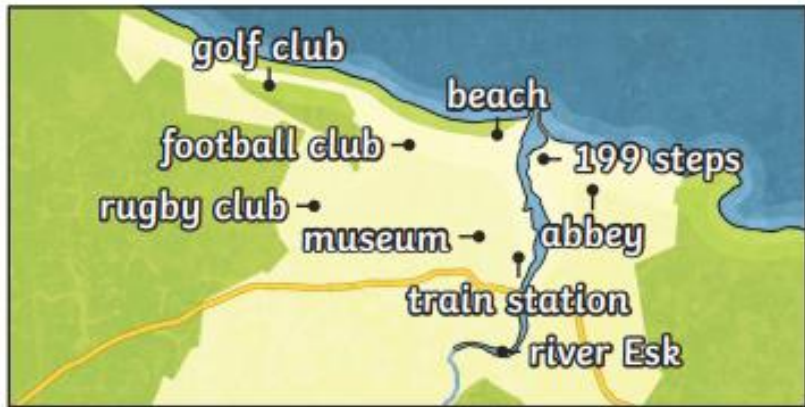 golf club
beach
football club
199 steps
rugby club
museum
abbey
train station
river Esk